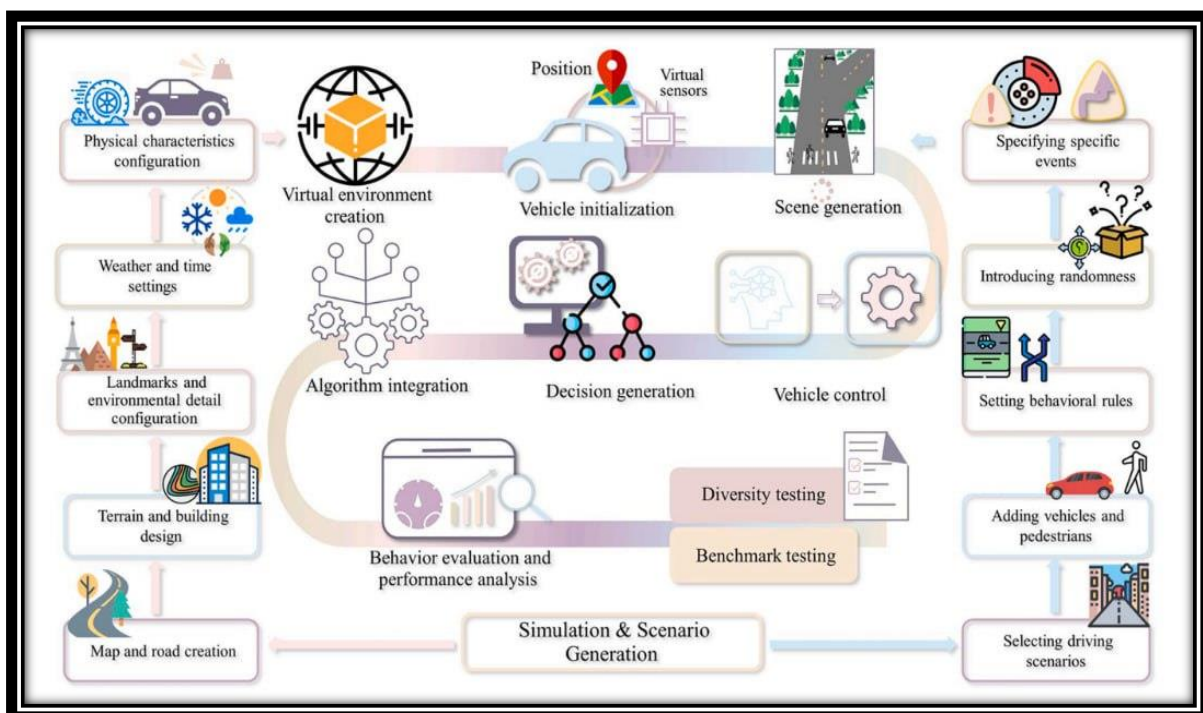 Position
Virtual
sensors
Physical characteristics
configuration
Virtual environment
creation
Vehicle initialization
Scene generation
Specifying specific
events
Weather and time
settings
Introducing randomness
Algorithm integration
Decision generation
Vehicle control
Landmarks and
environmental detail
configuration
Setting behavioral rules
Terrain and building
design
Behavior evaluation and
performance analysis
Diversity testing
Benchmark testing
Adding vehicles and
pedestrians
Map and road creation
Simulation & Scenario
Generation
Selecting driving
scenarios